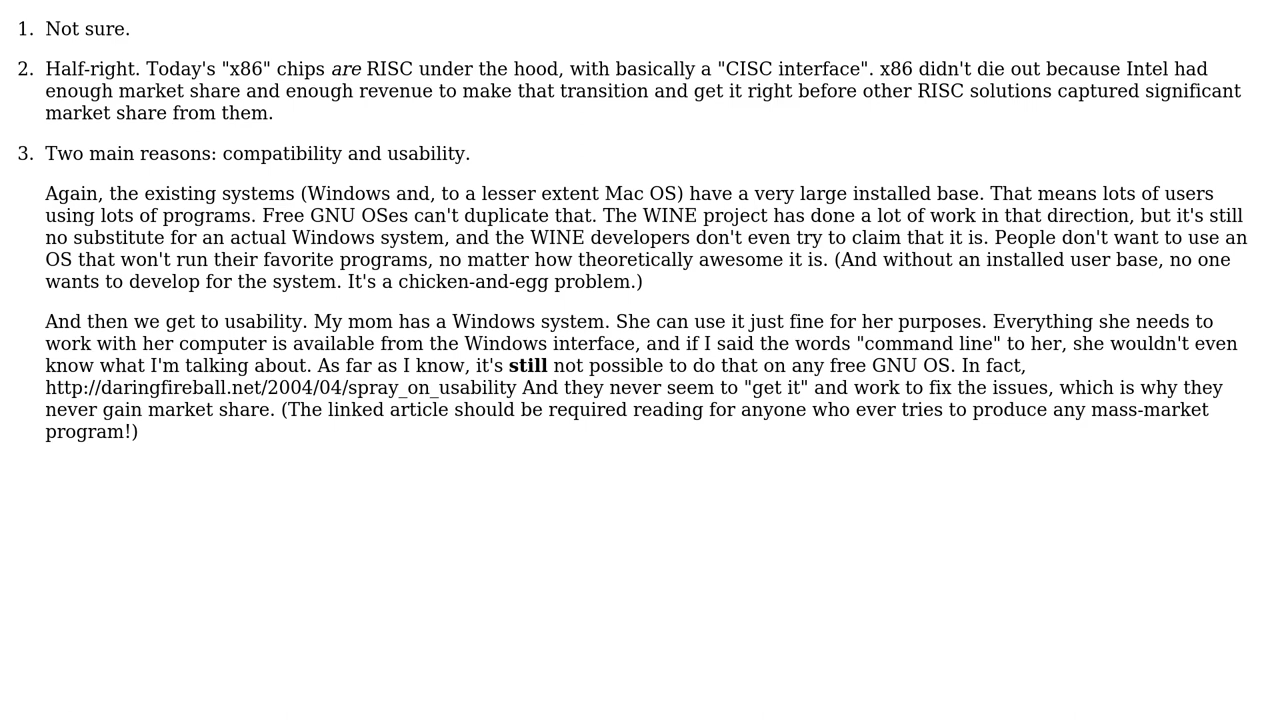 1. Not sure.
2. Half-right. Today's "x86" chips are RISC under the hood, with basically a "CISC interface". x86 didn't die out because Intel had
enough market share and enough revenue to make that transition and get it right before other RISC solutions captured significant
market share from them.
3. Two main reasons: compatibility and usability.
Again, the existing systems (Windows and, to a lesser extent Mac OS) have a very large installed base. That means lots of users
using lots of programs. Free GNU OSes can't duplicate that. The WINE project has done a lot of work in that direction, but it's still
no substitute for an actual Windows system, and the WINE developers don't even try to claim that it is. People don't want to use an
OS that won't run their favorite programs, no matter how theoretically awesome it is. (And without an installed user base, no one
wants to develop for the system. It's a chicken-and-egg problem.)
And then we get to usability. My mom has a Windows system. She can use it just fine for her purposes. Everything she needs to
work with her computer is available from the Windows interface, and if I said the words "command line" to her, she wouldn't even
know what I'm talking about. As far as I know, it's still not possible to do that on any free GNU OS. In fact,
http://daringfireball.net/2004/04/spray_on_usability And they never seem to "get it" and work to fix the issues, which is why they
never gain market share. (The linked article should be required reading for anyone who ever tries to produce any mass-market
program!)